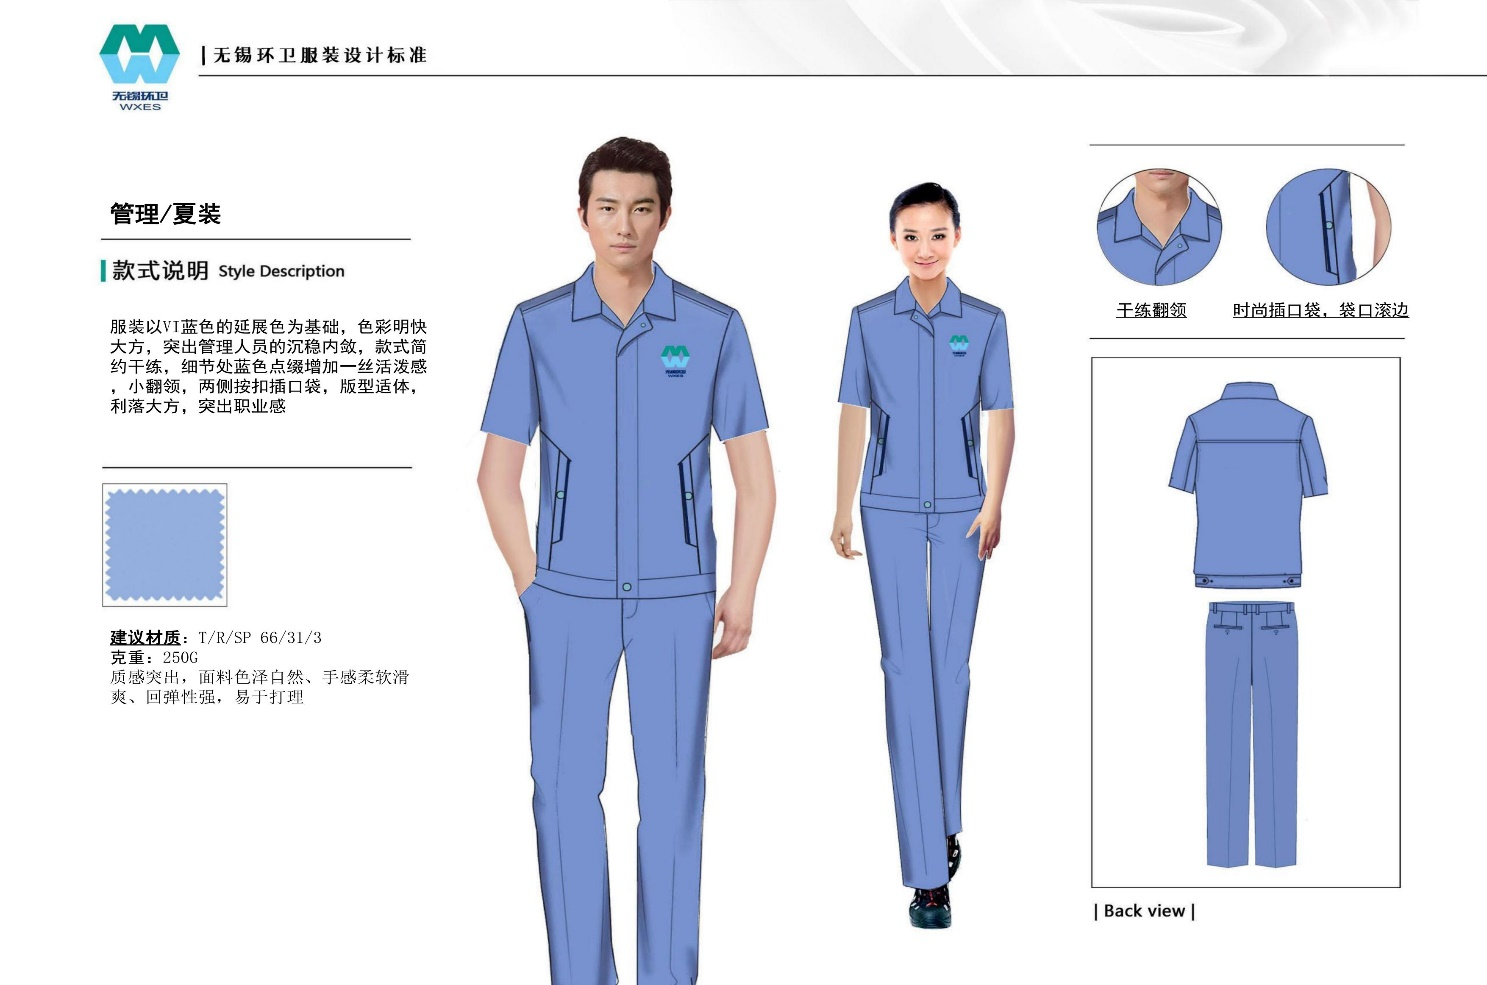 无锡环卫
WXES
|无锡环卫服装设计标准
管理/夏装
款式说明 Style Description
服装以VI蓝色的延展色为基础，色彩明快
大方，突出管理人员的沉稳内敛，款式简
约干练，细节处蓝色点缀增加一丝活泼感
，小翻领，两侧按扣插口袋，版型适体，
利落大方，突出职业感
建议材质：T/R/SP 66/31/3
克重：250G
质感突出，面料色泽自然、手感柔软滑
爽、回弹性强，易于打理
无锡环卫
WXES
干练翻领
时尚插口袋，袋口滚边
| Back view |